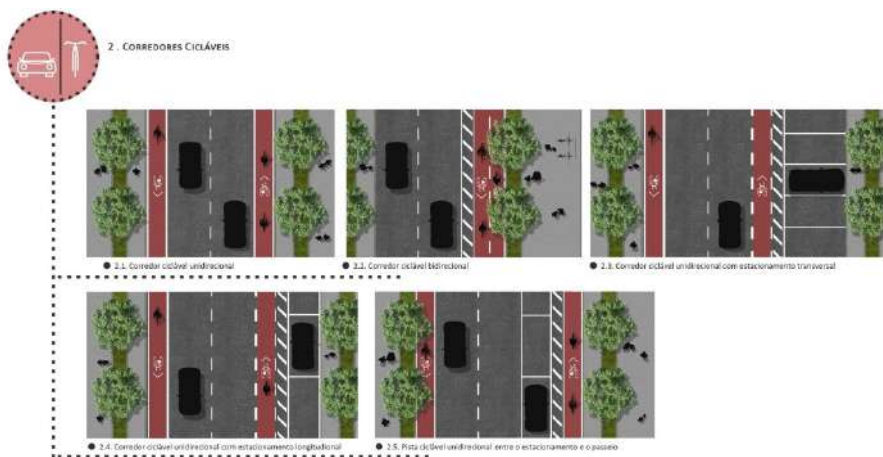 2 . CORREDORES CICLÁVEIS
2.1. Corredor ciclável unidirecional
2.2. Corredor ciclável bidirecional
2.3. Corredor ciclável unidirecional com estacionamento transversal
2.4. Corredor ciclável unidirecional com estacionamento longitudional
2.5. Pista ciclável unidirecional entre o estacionamento e o passeio